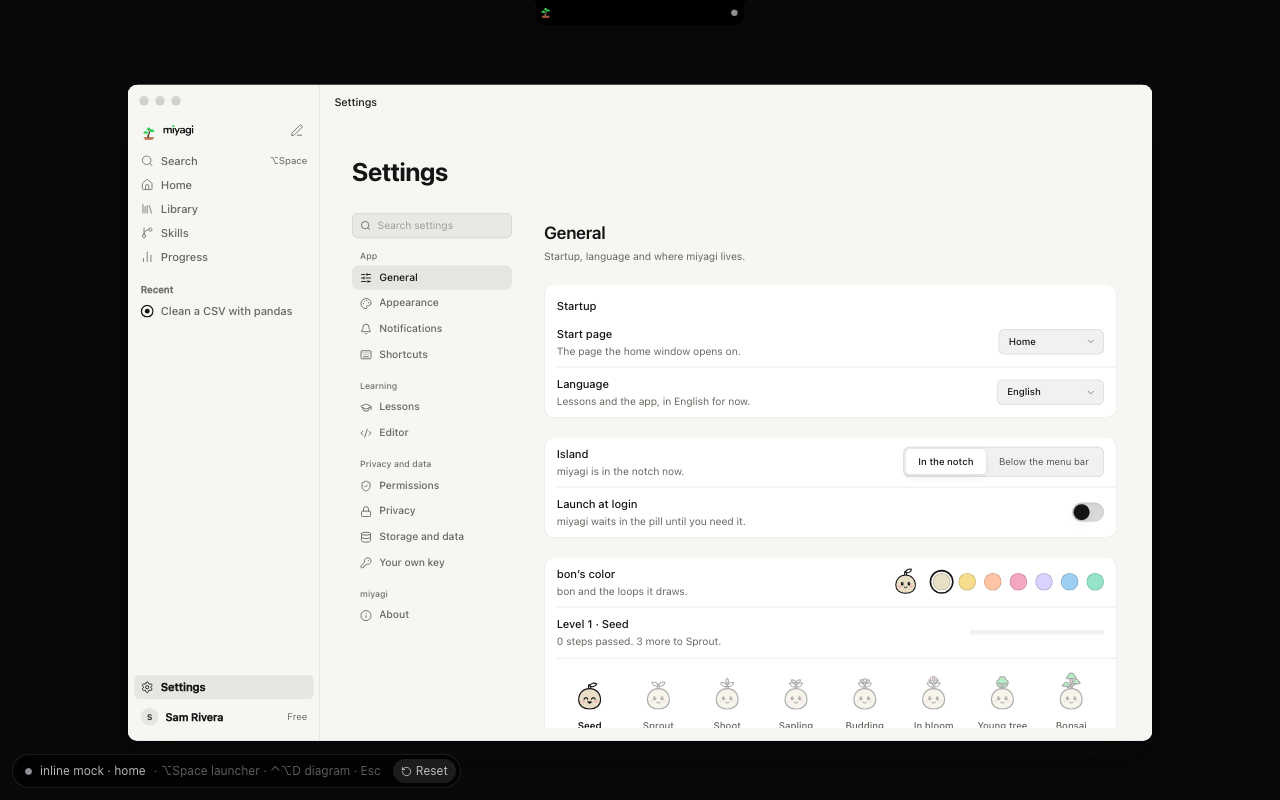 Settings
miyagi
Search ⌥Space
Home
Library
Skills
Progress
Recent
Clean a CSV with pandas
Settings
S Sam Rivera Free
Settings
Search settings
App
General
Appearance
Notifications
Shortcuts
Learning
Lessons
Editor
Privacy and data
Permissions
Privacy
Storage and data
Your own key
miyagi
About
General
Startup, language and where miyagi lives.
Startup
Start page
The page the home window opens on.
Home
Language
Lessons and the app, in English for now.
English
Island
miyagi is in the notch now.
In the notch Below the menu bar
Launch at login
miyagi waits in the pill until you need it.
bon's color
bon and the loops it draws.
Level 1 · Seed
0 steps passed. 3 more to Sprout.
Seed Sprout Shoot Sapling Budding In bloom Young tree Bonsai
inline mock · home · ⌥Space launcher · ⌃⌥D diagram · Esc Reset